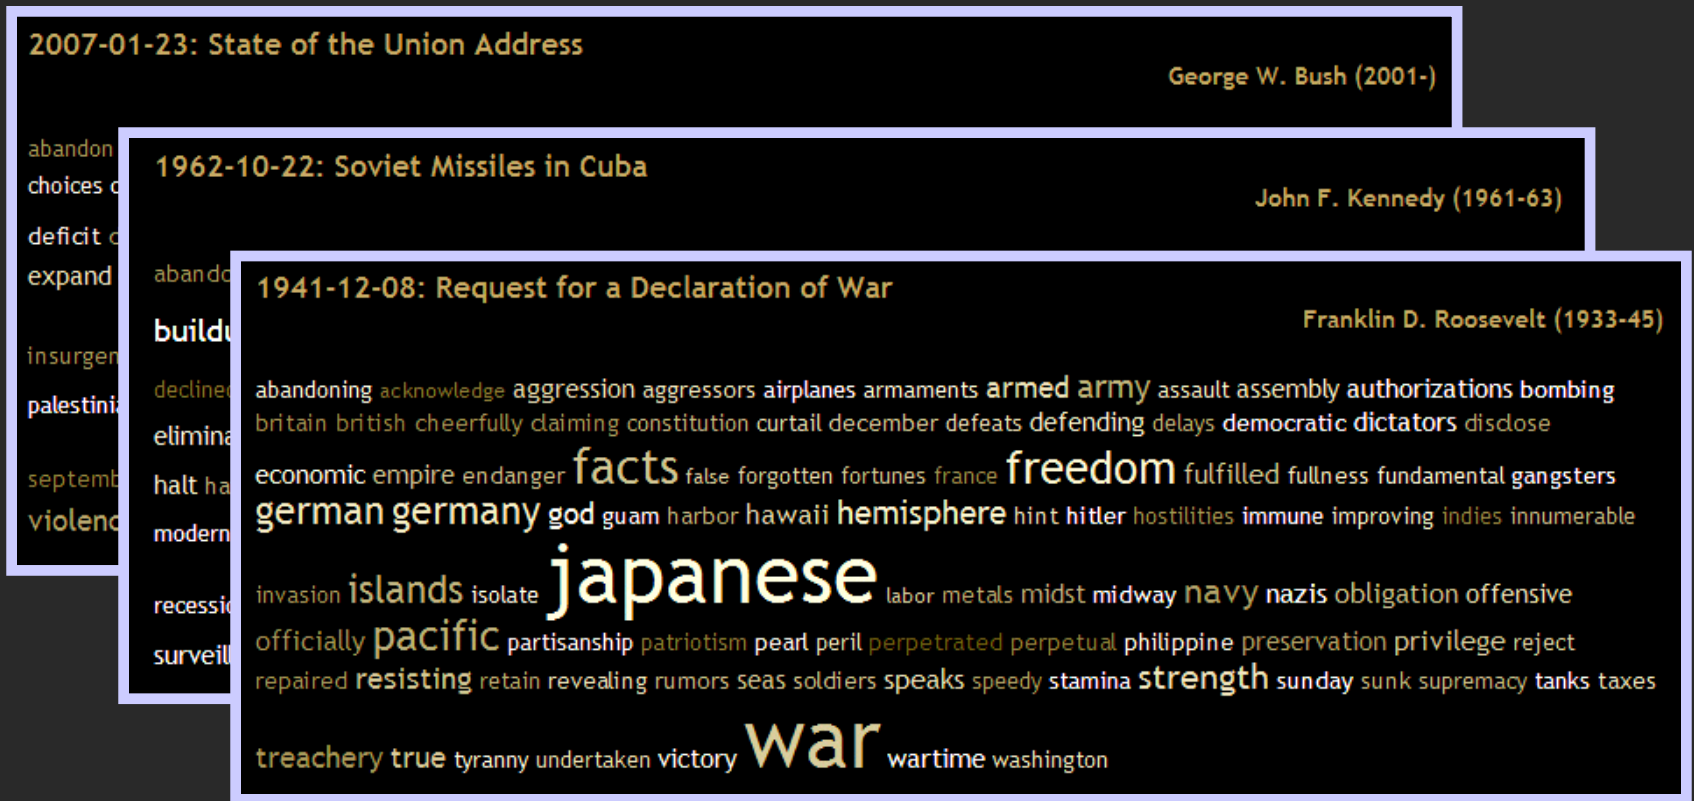 2007-01-23: State of the Union Address
George W. Bush (2001-)
abandon
choices
deficit
expand
palestini
1962-10-22: Soviet Missiles in Cuba
John F. Kennedy (1961-63)
abando
buildu
declined
elimina
halt ha
modern
recessio
surveill
insurgen
septemb
violenc
1941-12-08: Request for a Declaration of War
Franklin D. Roosevelt (1933-45)
abandoning acknowledge aggression aggressors airplanes armaments armed army assault assembly authorizations bombing
britain british cheerfully claiming constitution curtail december defeats defending delays democratic dictators disclose
economic empire endanger facts false forgotten fortunes france freedom fulfilled fullness fundamental gangsters
german germany god guam harbor hawaii hemisphere hint hitler hostilities immune improving indies innumerable
invasion islands isolate japanese labor metals midst midway navy nazis obligation offensive
officially pacific partisanship patriotism pearl peril perpetrated perpetual philippine preservation privilege reject
repaired resisting retain revealing rumors seas soldiers speaks speedy stamina strength sunday sunk supremacy tanks taxes
treachery true tyranny undertaken victory war wartime washington